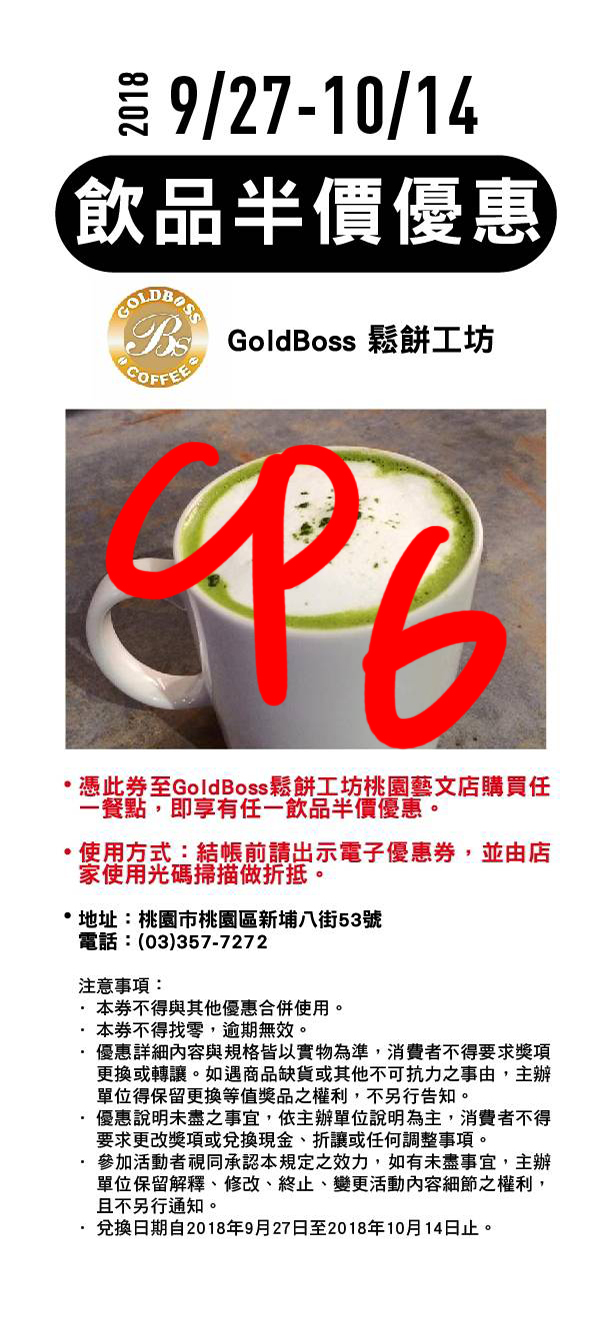 2018 9/27-10/14
飲品半價優惠
GOLDBOSS
Bs
COFFEE
GoldBoss 鬆餅工坊
CP6
•憑此券至GoldBoss鬆餅工坊桃園藝文店購買任
一餐點，即享有任一飲品半價優惠。
•使用方式：結帳前請出示電子優惠券，並由店
家使用光碼掃描做折抵。
•地址：桃園市桃園區新埔八街53號
電話：(03)357-7272
注意事項：
· 本券不得與其他優惠合併使用。
· 本券不得找零，逾期無效。
· 優惠詳細內容與規格皆以實物為準，消費者不得要求獎項
更換或轉讓。如遇商品缺貨或其他不可抗力之事由，主辦
單位得保留更換等值獎品之權利，不另行告知。
· 優惠說明未盡之事宜，依主辦單位說明為主，消費者不得
要求更改獎項或兌換現金、折讓或任何調整事項。
· 參加活動者視同承認本規定之效力，如有未盡事宜，主辦
單位保留解釋、修改、終止、變更活動內容細節之權利，
且不另行通知。
· 兌換日期自2018年9月27日至2018年10月14日止。